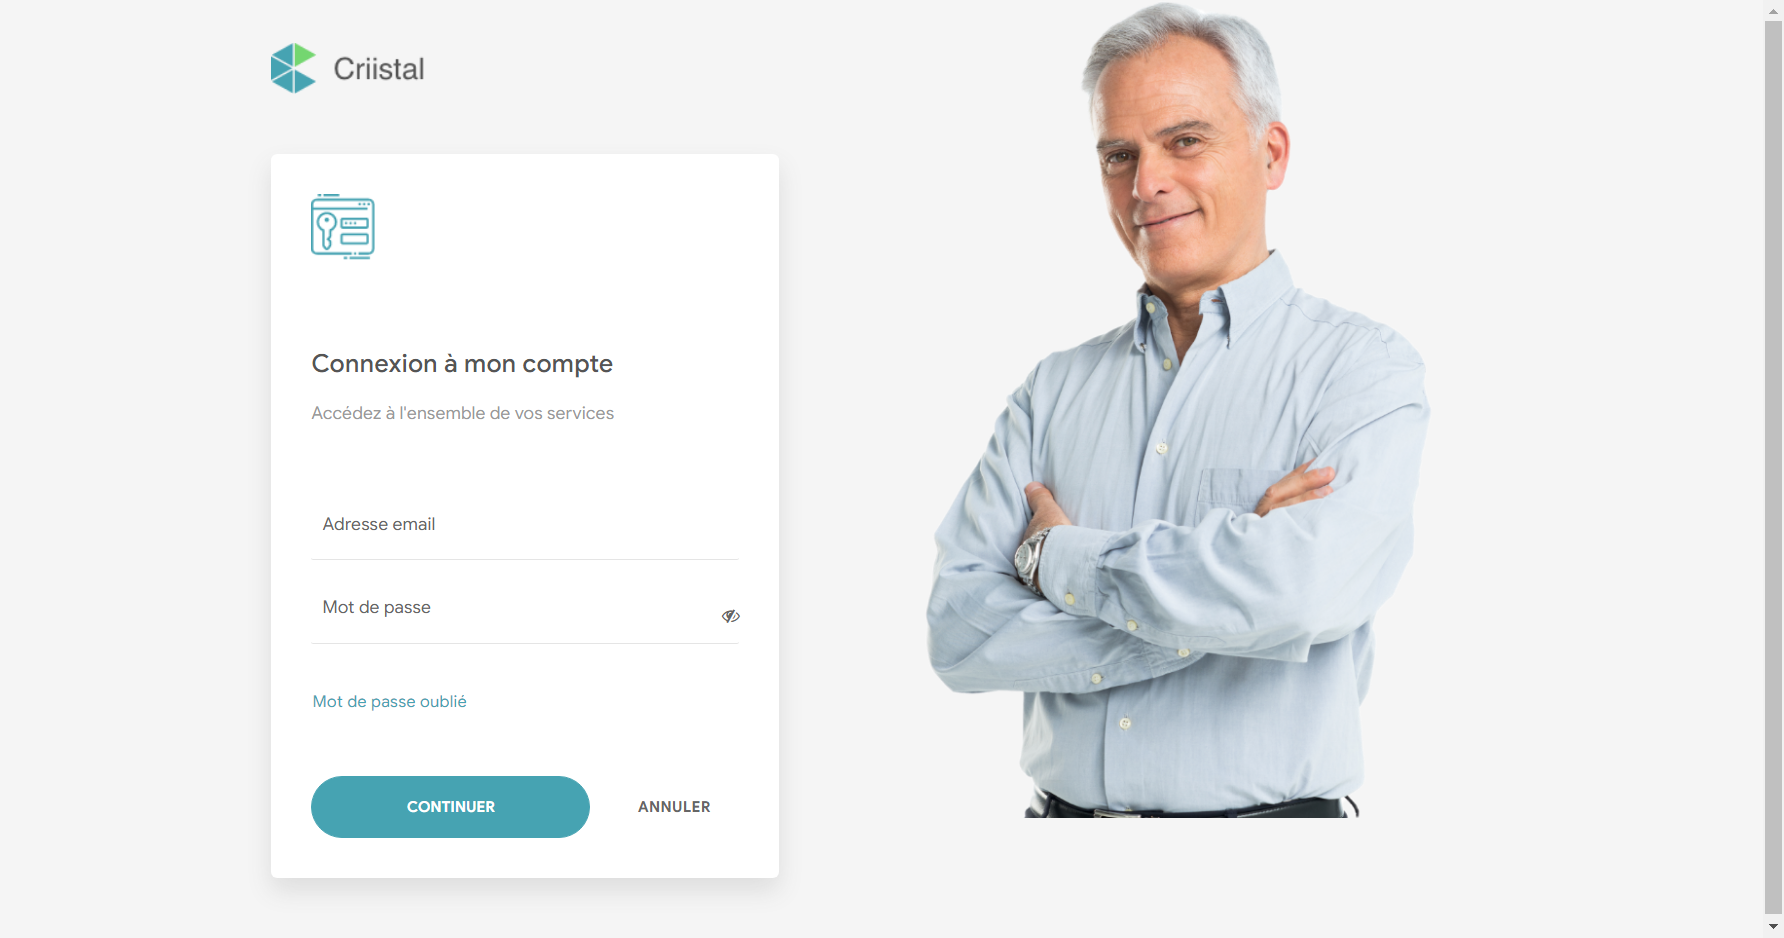 Criistal
Connexion à mon compte
Accédez à l'ensemble de vos services
Adresse email
Mot de passe
Mot de passe oublié
CONTINUER
ANNULER